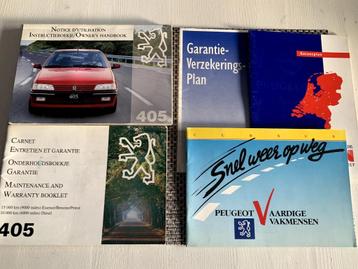 NOTICE D'UTILISATION
INSTRUCTIEBOEKJE/OWNER'S HANDBOOK
405
Garantie-
Verzekerings-
Plan
CARNET
ENTRETIEN ET GARANTIE
ONDERHOUDSBOEKJE
GARANTIE
MAINTENANCE AND
WARRANTY BOOKLET
405
Snel weer op weg
PEUGEOT VAARDIGE
VAKMENSEN